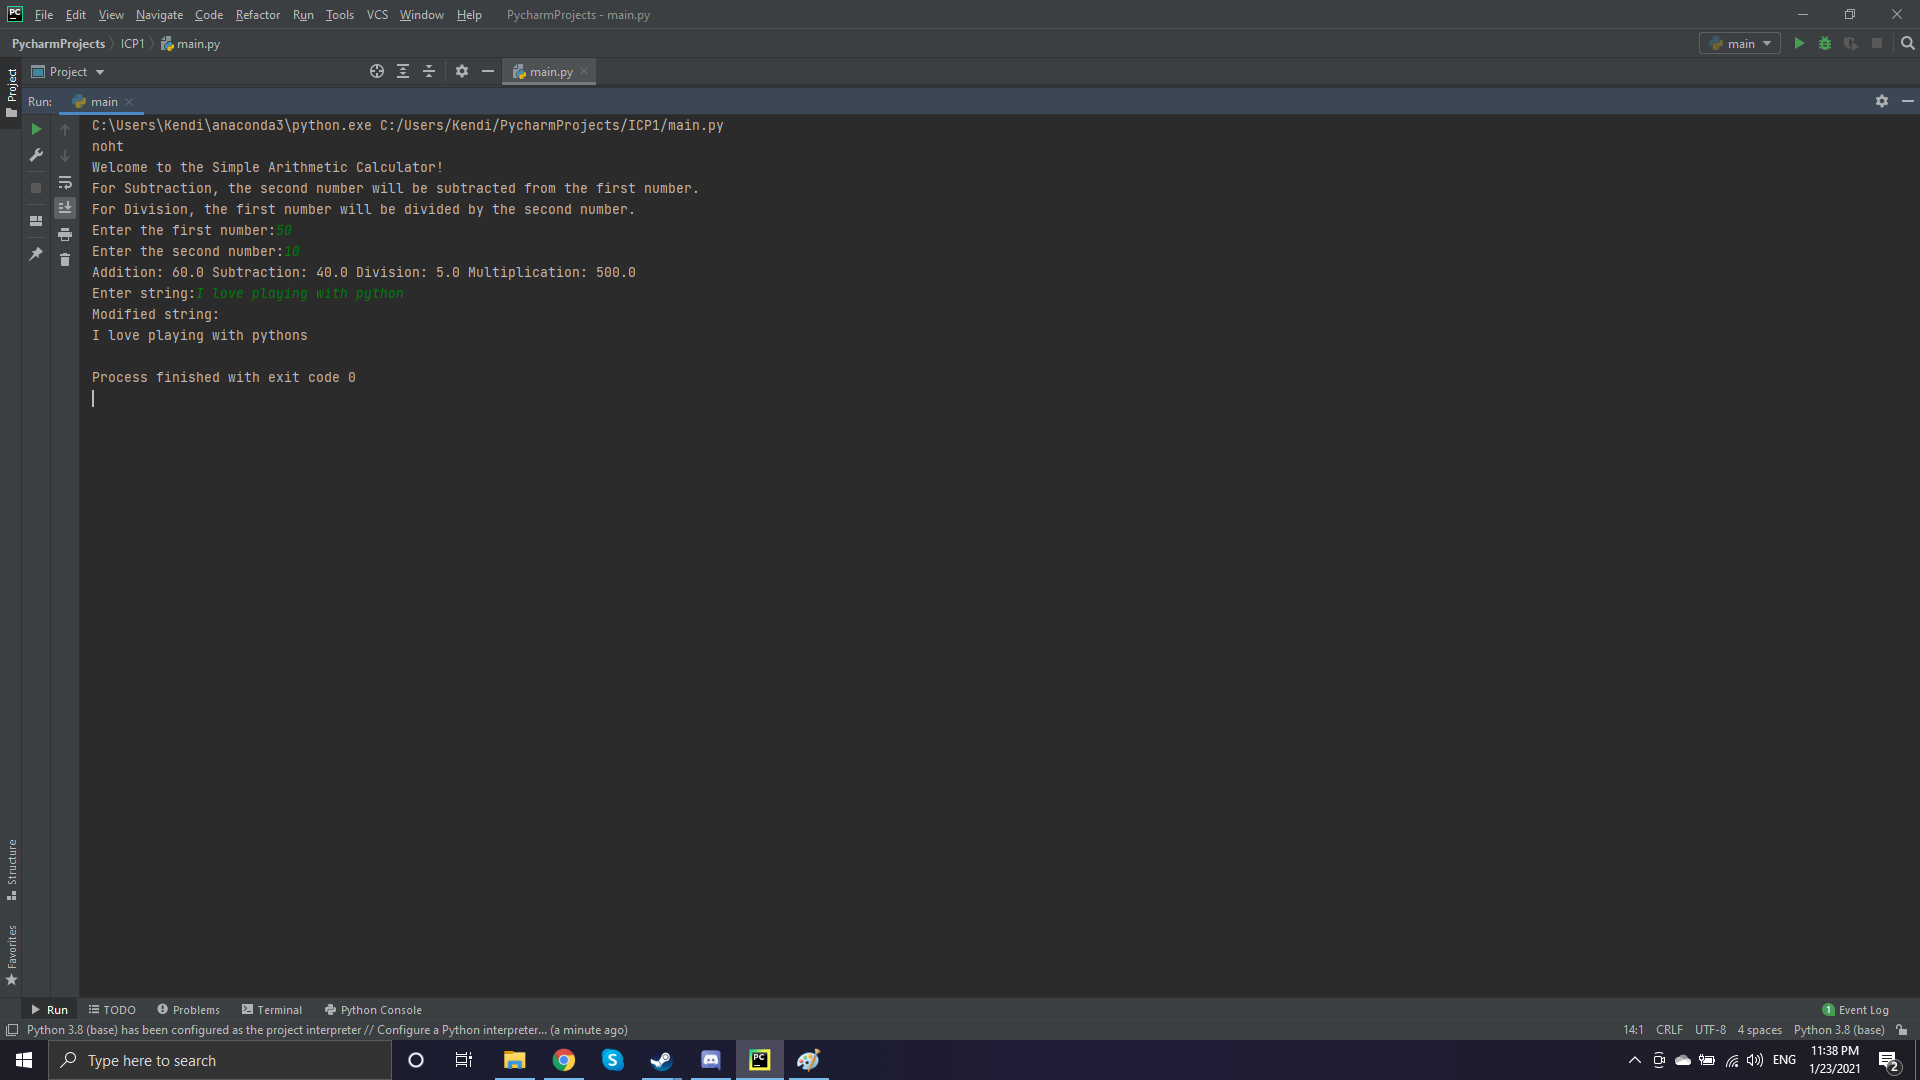 PC File Edit View Navigate Code Refactor Run Tools VCS Window Help PycharmProjects - main.py
PycharmProjects ICP1 main.py main
Project Project main.py
Run: main
C:\Users\Kendi\anaconda3\python.exe C:/Users/Kendi/PycharmProjects/ICP1/main.py
noht
Welcome to the Simple Arithmetic Calculator!
For Subtraction, the second number will be subtracted from the first number.
For Division, the first number will be divided by the second number.
Enter the first number:50
Enter the second number:10
Addition: 60.0 Subtraction: 40.0 Division: 5.0 Multiplication: 500.0
Enter string:I love playing with python
Modified string:
I love playing with pythons
Process finished with exit code 0
Structure
Favorites
Run TODO Problems Terminal Python Console 1 Event Log
Python 3.8 (base) has been configured as the project interpreter // Configure a Python interpreter... (a minute ago) 14:1 CRLF UTF-8 4 spaces Python 3.8 (base)
Type here to search S PC ENG 11:38 PM
1/23/2021 2